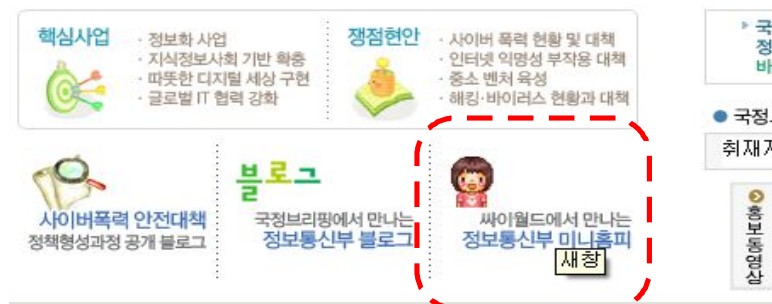 핵심사업
· 정보화 사업
· 지식정보사회 기반 확충
· 따뜻한 디지털 세상 구현
· 글로벌 IT 협력 강화
쟁점현안
· 사이버 폭력 현황 및 대책
· 인터넷 익명성 부작용 대책
· 중소 벤처 육성
· 해킹·바이러스 현황과 대책
사이버폭력 안전대책
정책형성과정 공개 블로그
블로그
국정브리핑에서 만나는
정보통신부 블로그
싸이월드에서 만나는
정보통신부 미니홈피
새창
국
정
바
국정
취재
홍보동영상